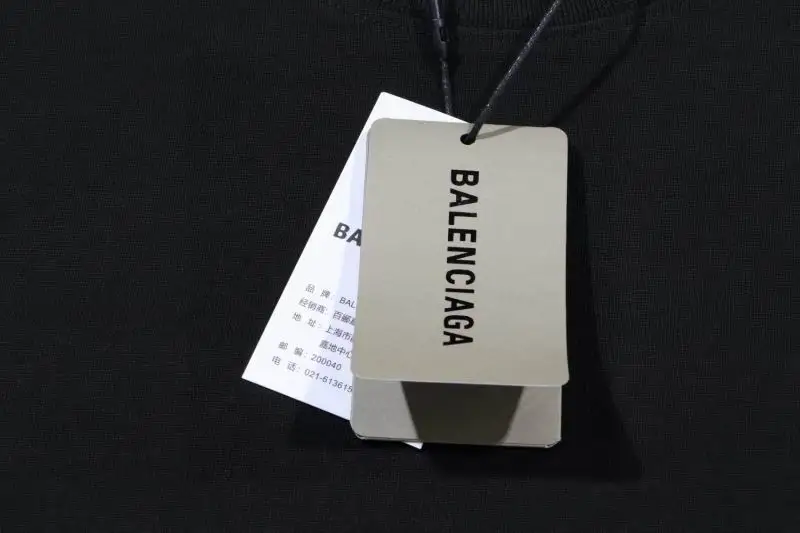 BALENCIAGA
BA
品 牌: BAL
经销商: 百郦
地 址: 上海市
嘉地中心
邮 编: 200040
电 话: 021-613615